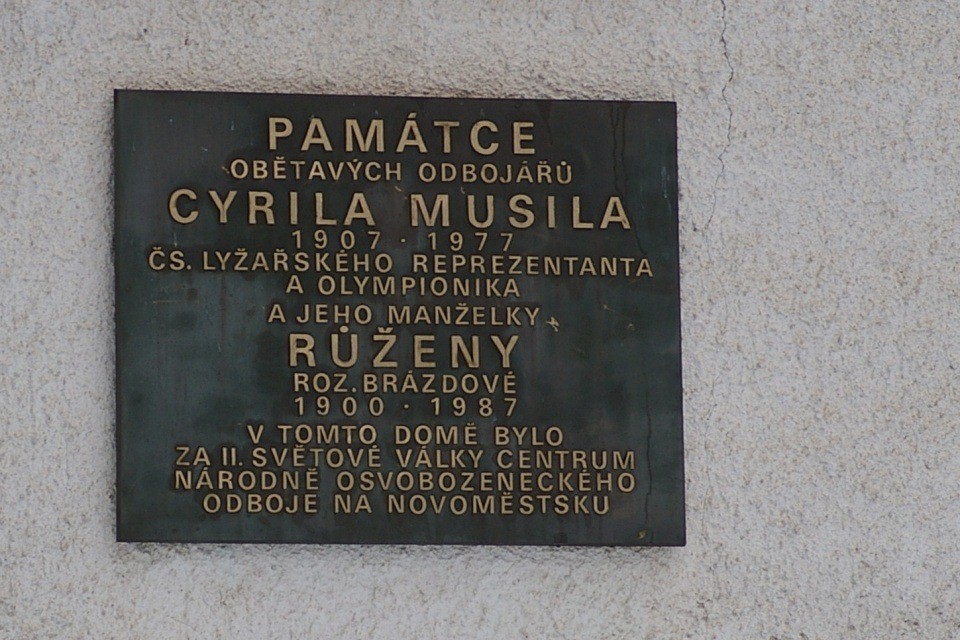 PAMÁTCE
OBĚTAVÝCH ODBOJÁŘŮ
CYRILA MUSILA
1907 · 1977
ČS. LYŽAŘSKÉHO REPREZENTANTA
A OLYMPIONIKA
A JEHO MANŽELKY
RŮŽENY
ROZ. BRÁZDOVÉ
1900 · 1987
V TOMTO DOMĚ BYLO
ZA II. SVĚTOVÉ VÁLKY CENTRUM
NÁRODNĚ OSVOBOZENECKÉHO
ODBOJE NA NOVOMĚSTSKU